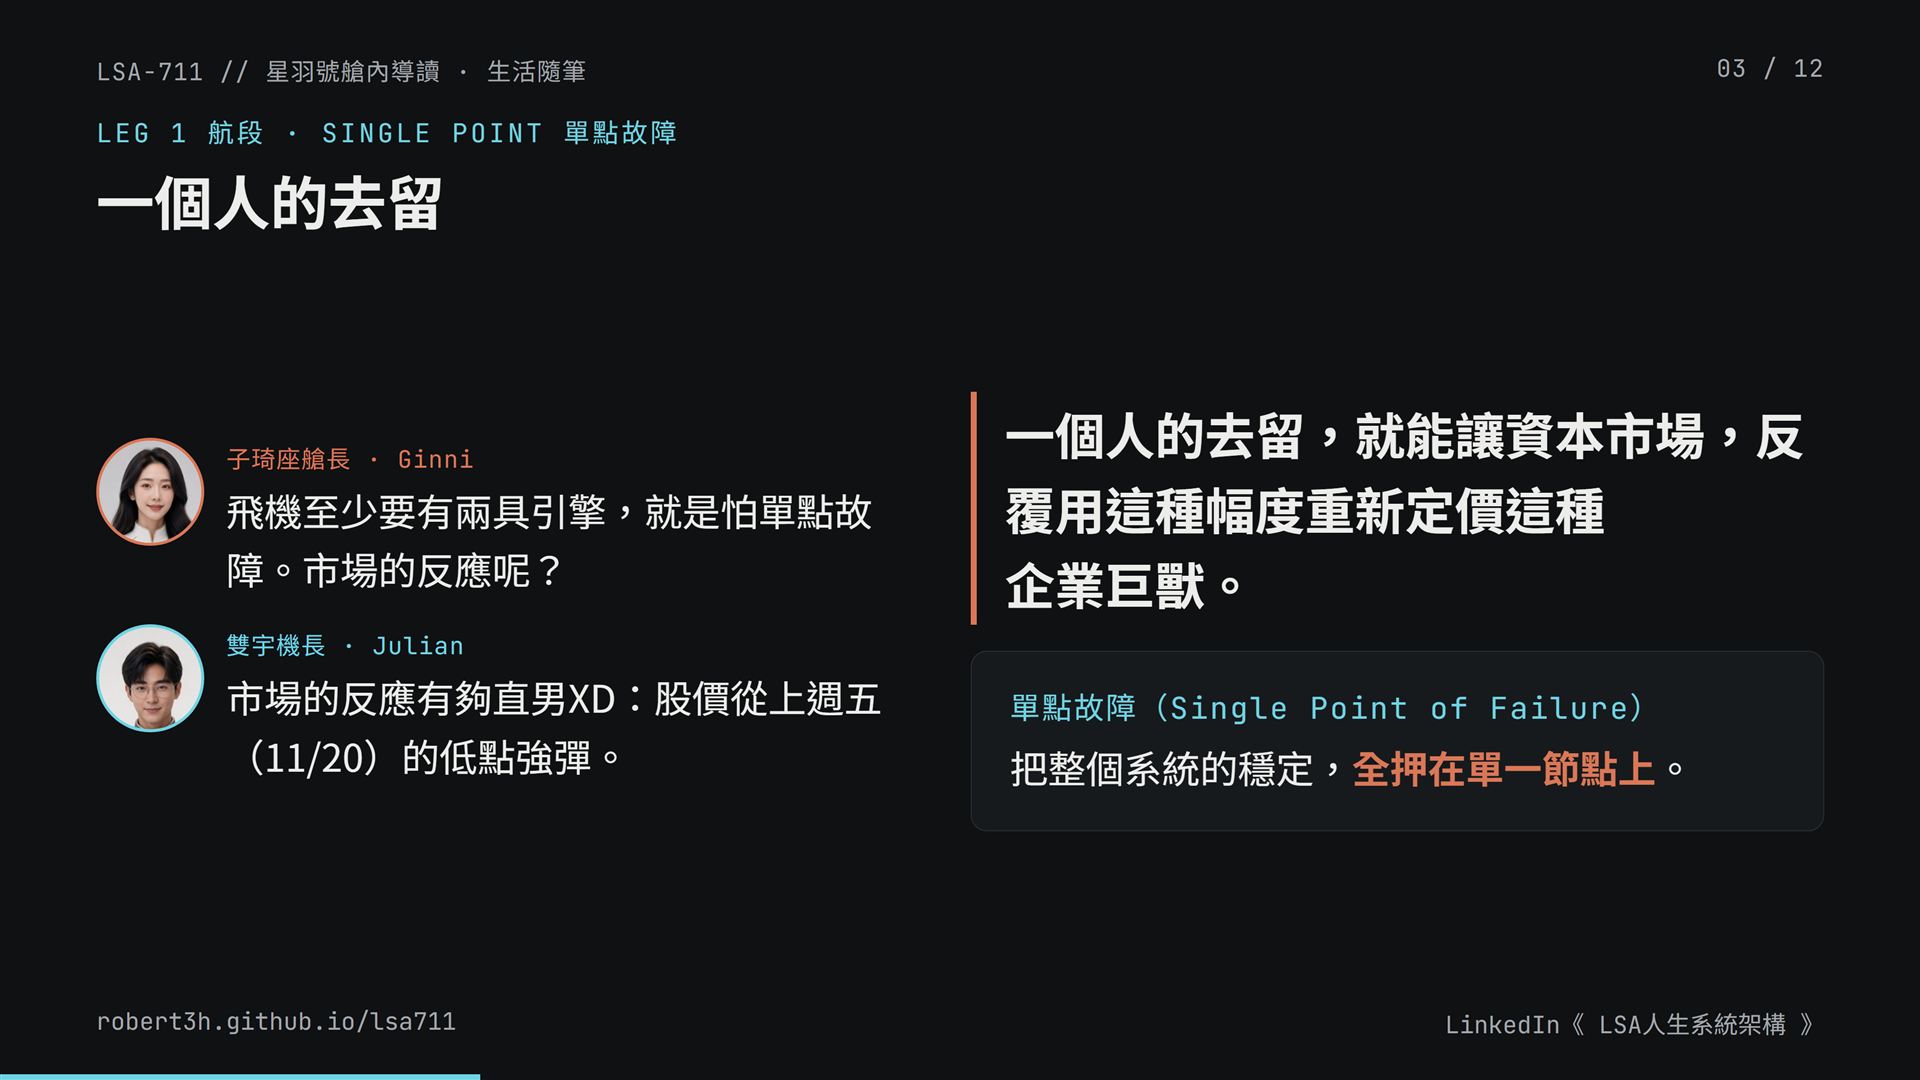 LSA-711 // 星羽號艙內導讀 · 生活隨筆
03 / 12
LEG 1 航段 · SINGLE POINT 單點故障
一個人的去留
子琦座艙長 · Ginni
飛機至少要有兩具引擎，就是怕單點故
障。市場的反應呢？
雙宇機長 · Julian
市場的反應有夠直男XD：股價從上週五
（11/20）的低點強彈。
一個人的去留，就能讓資本市場，反
覆用這種幅度重新定價這種
企業巨獸。
單點故障（Single Point of Failure）
把整個系統的穩定，全押在單一節點上。
robert3h.github.io/lsa711
LinkedIn《 LSA人生系統架構 》